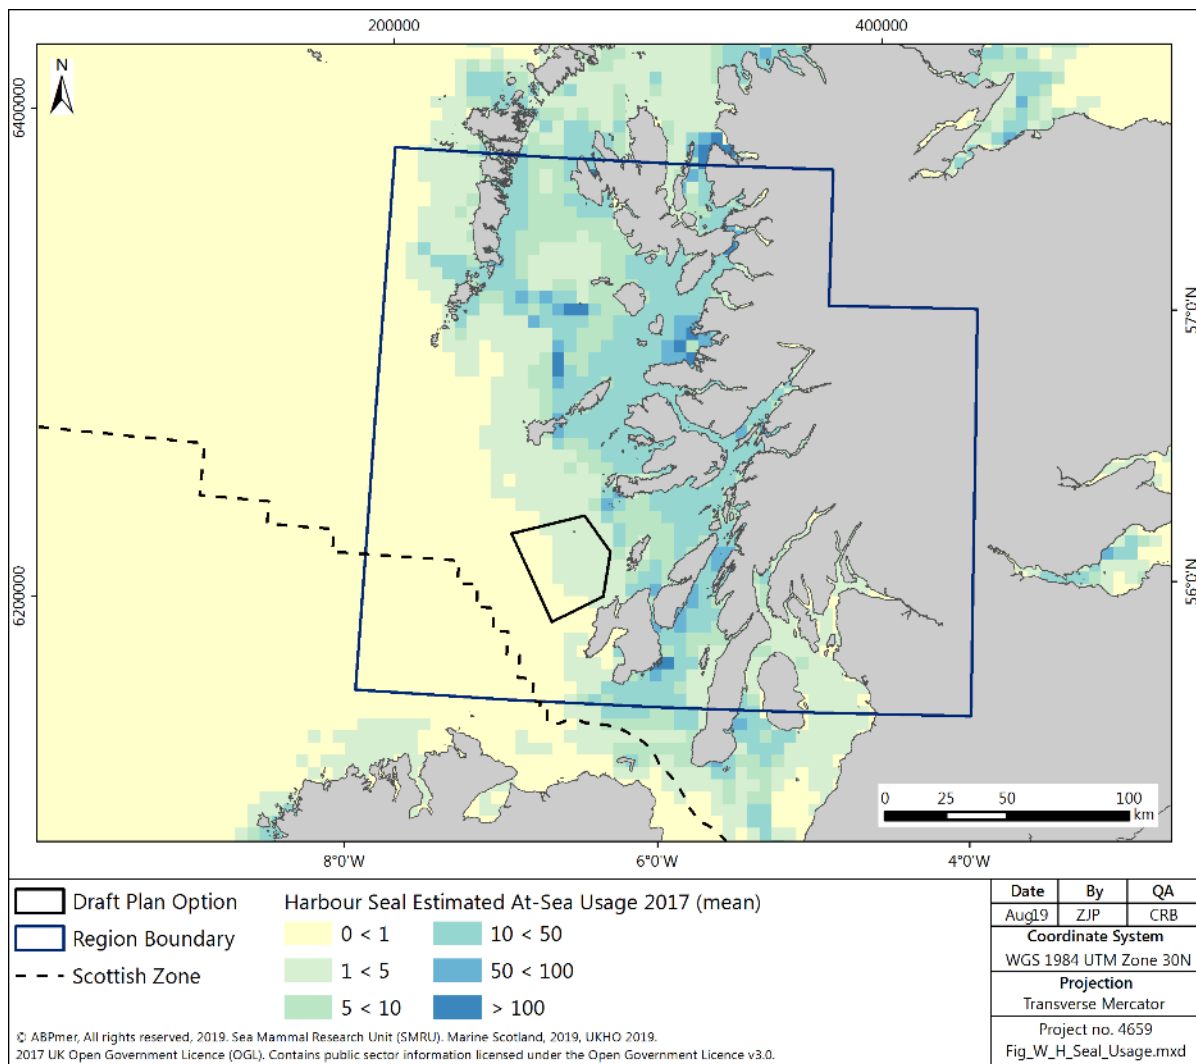 200000
400000
N
6400000
6200000
57°0'N
56°0'N
0
25
50
100
km
8°0'W
6°0'W
4°0'W
Draft Plan Option
Region Boundary
Scottish Zone
Harbour Seal Estimated At-Sea Usage 2017 (mean)
0 < 1
10 < 50
1 < 5
50 < 100
5 < 10
> 100
Date By QA
Aug19 ZJP CRB
Coordinate System
WGS 1984 UTM Zone 30N
Projection
Transverse Mercator
Project no. 4659
Fig_W_H_Seal_Usage.mxd
© ABPmer, All rights reserved, 2019. Sea Mammal Research Unit (SMRU). Marine Scotland, 2019, UKHO 2019.
2017 UK Open Government Licence (OGL). Contains public sector information licensed under the Open Government Licence v3.0.